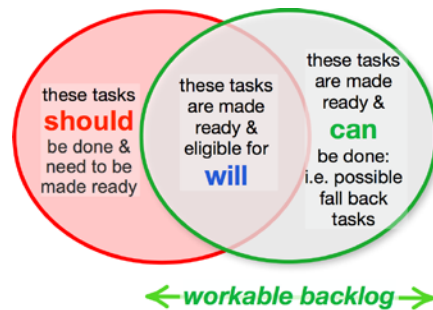 these tasks
should
be done &
need to be
made ready
these tasks
are made
ready &
eligible for
will
these tasks
are made
ready &
can
be done:
i.e. possible
fall back
tasks
workable backlog